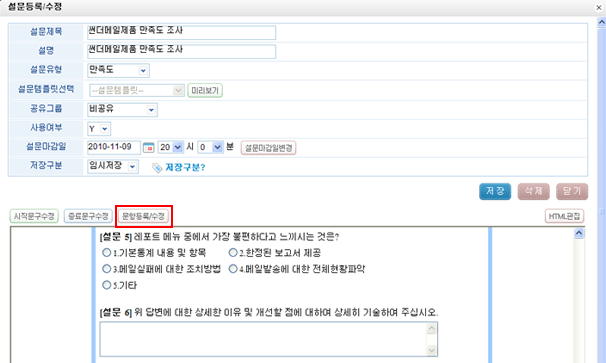 설문등록/수정
설문제목 썬더메일제품 만족도 조사
설명 썬더메일제품 만족도 조사
설문유형 만족도
설문템플릿선택 --설문템플릿-- 미리보기
공유그룹 비공유
사용여부 Y
설문마감일 2010-11-09 20 시 0 분 설문마감일변경
저장구분 임시저장 저장구분?
저장 삭제 닫기
시작문구수정 종료문구수정 문항등록/수정 HTML편집
[설문 5] 레포트 메뉴 중에서 가장 불편하다고 느끼시는 것은?
1.기본통계 내용 및 항목 2.한정된 보고서 제공
3.메일실패에 대한 조치방법 4.메일발송에 대한 전체현황파악
5.기타
[설문 6] 위 답변에 대한 상세한 이유 및 개선할 점에 대하여 상세히 기술하여 주십시오.